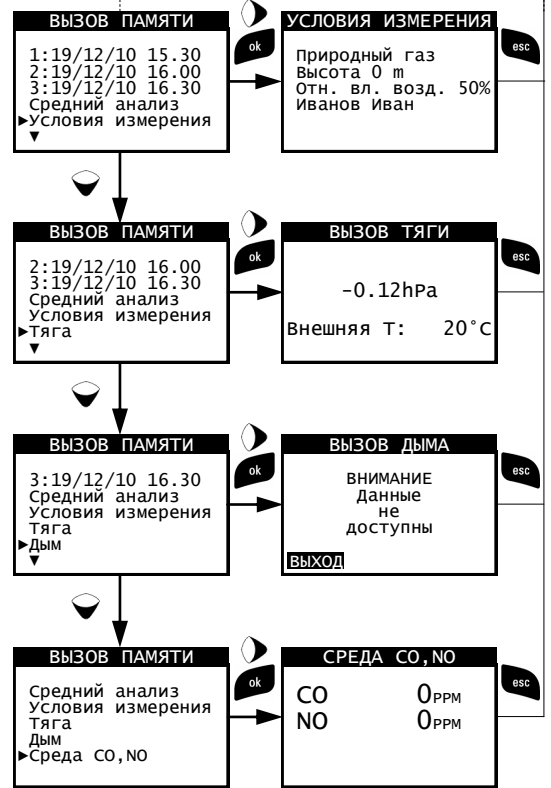 ВЫЗОВ ПАМЯТИ
1:19/12/10 15.30
2:19/12/10 16.00
3:19/12/10 16.30
Средний анализ
►Условия измерения
▼
ok
УСЛОВИЯ ИЗМЕРЕНИЯ
Природный газ
Высота 0 m
Отн. вл. возд. 50%
Иванов Иван
esc
ВЫЗОВ ПАМЯТИ
2:19/12/10 16.00
3:19/12/10 16.30
Средний анализ
Условия измерения
►Тяга
▼
ok
ВЫЗОВ ТЯГИ
-0.12hPa
Внешняя Т: 20°C
esc
ВЫЗОВ ПАМЯТИ
3:19/12/10 16.30
Средний анализ
Условия измерения
Тяга
►Дым
▼
ok
ВЫЗОВ ДЫМА
ВНИМАНИЕ
Данные
не
доступны
ВЫХОД
esc
ВЫЗОВ ПАМЯТИ
Средний анализ
Условия измерения
Тяга
Дым
►Среда CO,NO
ok
СРЕДА CO,NO
CO 0PPM
NO 0PPM
esc